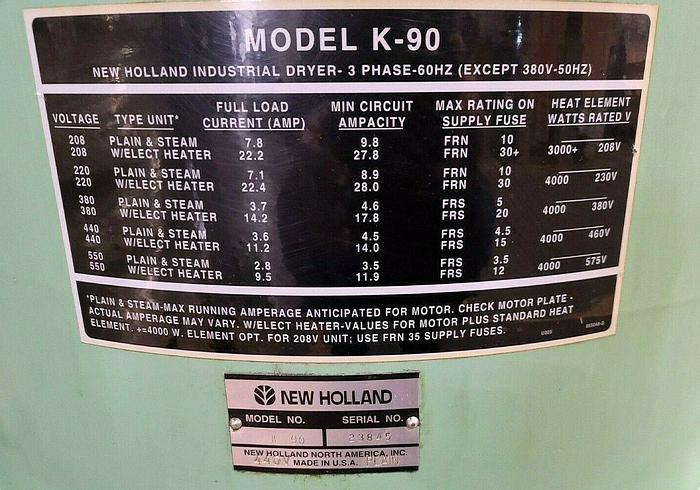 MODEL K-90
NEW HOLLAND INDUSTRIAL DRYER- 3 PHASE-60HZ (EXCEPT 380V-50HZ)
VOLTAGE TYPE UNIT* FULL LOAD CURRENT (AMP) MIN CIRCUIT AMPACITY MAX RATING ON SUPPLY FUSE HEAT ELEMENT WATTS RATED V
208 PLAIN & STEAM 7.8 9.8 FRN 10
208 W/ELECT HEATER 22.2 27.8 FRN 30+ 3000+ 208V
220 PLAIN & STEAM 7.1 8.9 FRN 10
220 W/ELECT HEATER 22.4 28.0 FRN 30 4000 230V
380 PLAIN & STEAM 3.7 4.6 FRS 5
380 W/ELECT HEATER 14.2 17.8 FRS 20 4000 380V
440 PLAIN & STEAM 3.6 4.5 FRS 4.5
440 W/ELECT HEATER 11.2 14.0 FRS 15 4000 460V
550 PLAIN & STEAM 2.8 3.5 FRS 3.5
550 W/ELECT HEATER 9.5 11.9 FRS 12 4000 575V
*PLAIN & STEAM-MAX RUNNING AMPERAGE ANTICIPATED FOR MOTOR. CHECK MOTOR PLATE -
ACTUAL AMPERAGE MAY VARY. W/ELECT HEATER-VALUES FOR MOTOR PLUS STANDARD HEAT
ELEMENT. +=4000 W. ELEMENT OPT. FOR 208V UNIT; USE FRN 35 SUPPLY FUSES.
NEW HOLLAND
MODEL NO. SERIAL NO.
K 90 23845
NEW HOLLAND NORTH AMERICA, INC.
440V MADE IN U.S.A. PLAIN